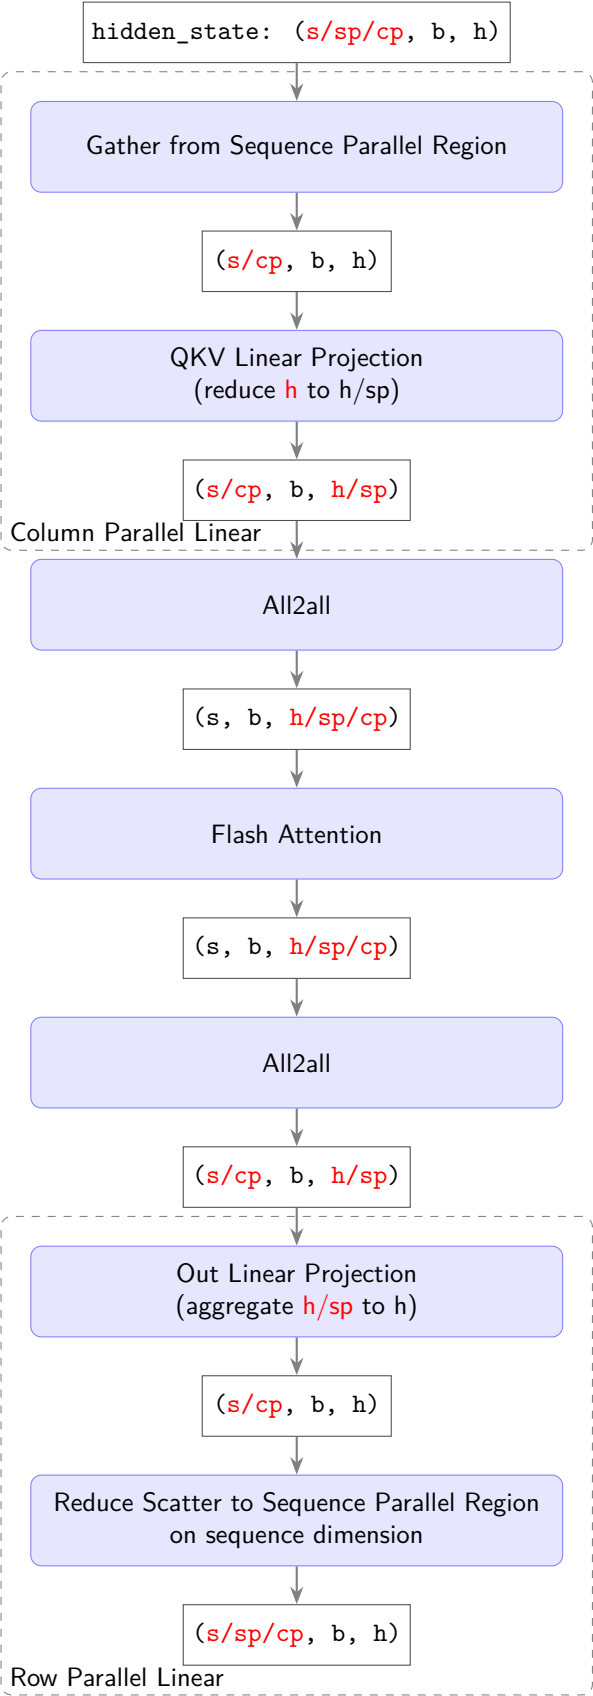 hidden_state: (s/sp/cp, b, h)
Gather from Sequence Parallel Region
(s/cp, b, h)
QKV Linear Projection
(reduce h to h/sp)
(s/cp, b, h/sp)
Column Parallel Linear
All2all
(s, b, h/sp/cp)
Flash Attention
(s, b, h/sp/cp)
All2all
(s/cp, b, h/sp)
Out Linear Projection
(aggregate h/sp to h)
(s/cp, b, h)
Reduce Scatter to Sequence Parallel Region
on sequence dimension
(s/sp/cp, b, h)
Row Parallel Linear